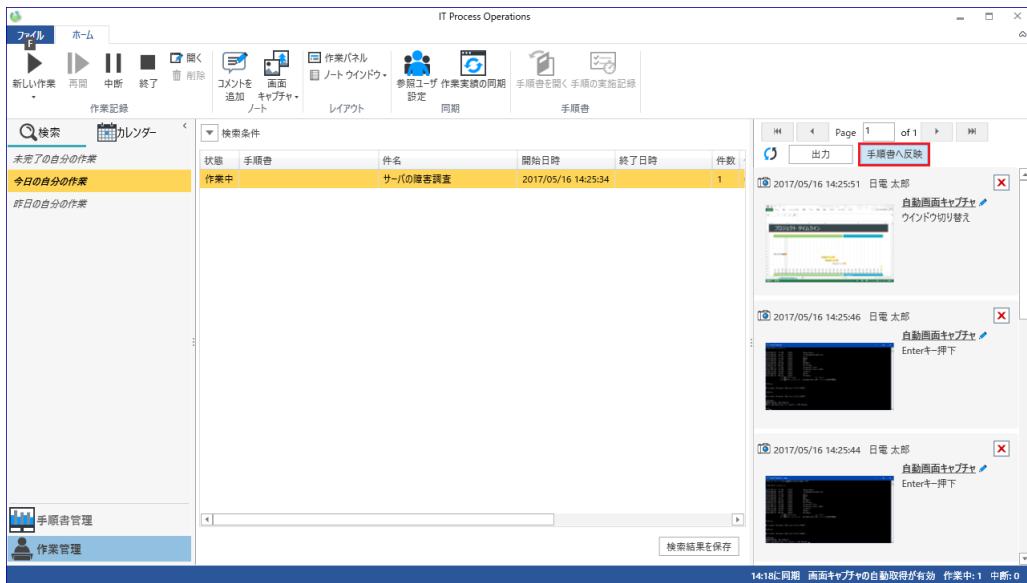 IT Process Operations
ファイル ホーム
F
新しい作業 再開 中断 終了 開く 削除
作業記録
コメントを追加 画面キャプチャ
ノート
作業パネル
ノート ウインドウ
レイアウト
参照ユーザ設定 作業実績の同期
同期
手順書を開く 手順の実施記録
手順書
検索 カレンダー
未完了の自分の作業
今日の自分の作業
昨日の自分の作業
手順書管理
作業管理
検索条件
状態 手順書 件名 開始日時 終了日時 件数
作業中 サーバの障害調査 2017/05/16 14:25:34 1
検索結果を保存
Page 1 of 1
出力 手順書へ反映
2017/05/16 14:25:51 日電 太郎
自動画面キャプチャ
ウインドウ切り替え
プロジェクト タイムライン
2017/05/16 14:25:46 日電 太郎
自動画面キャプチャ
Enterキー押下
2017/05/16 14:25:44 日電 太郎
自動画面キャプチャ
Enterキー押下
14:18に同期 画面キャプチャの自動取得が有効 作業中: 1 中断: 0